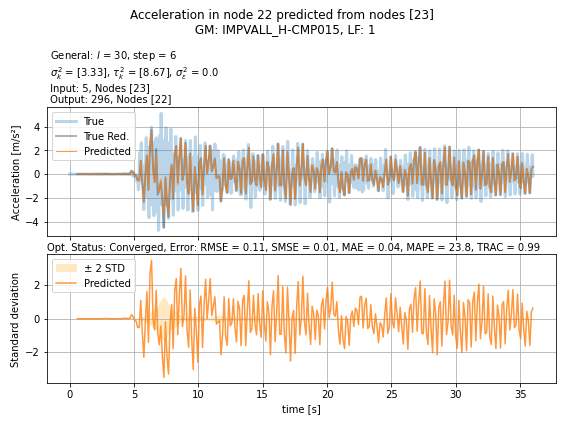 Acceleration in node 22 predicted from nodes [23]
GM: IMPVALL_H-CMP015, LF: 1
General: l = 30, step = 6
σ²ₖ = [3.33], τ²ₖ = [8.67], σ²ε = 0.0
Input: 5, Nodes [23]
Output: 296, Nodes [22]
True
True Red.
Predicted
Acceleration [m/s²]
4
2
0
−2
−4
Opt. Status: Converged, Error: RMSE = 0.11, SMSE = 0.01, MAE = 0.04, MAPE = 23.8, TRAC = 0.99
± 2 STD
Predicted
Standard deviation
2
0
−2
0 5 10 15 20 25 30 35
time [s]